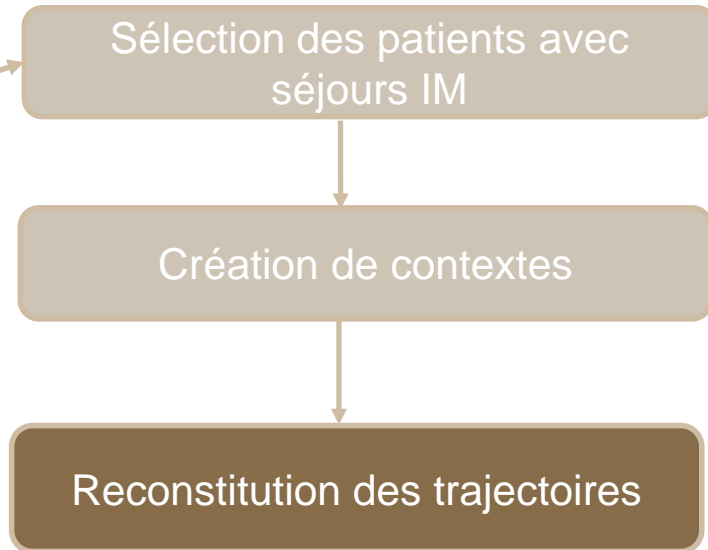 Sélection des patients avec
séjours IM
Création de contextes
Reconstitution des trajectoires